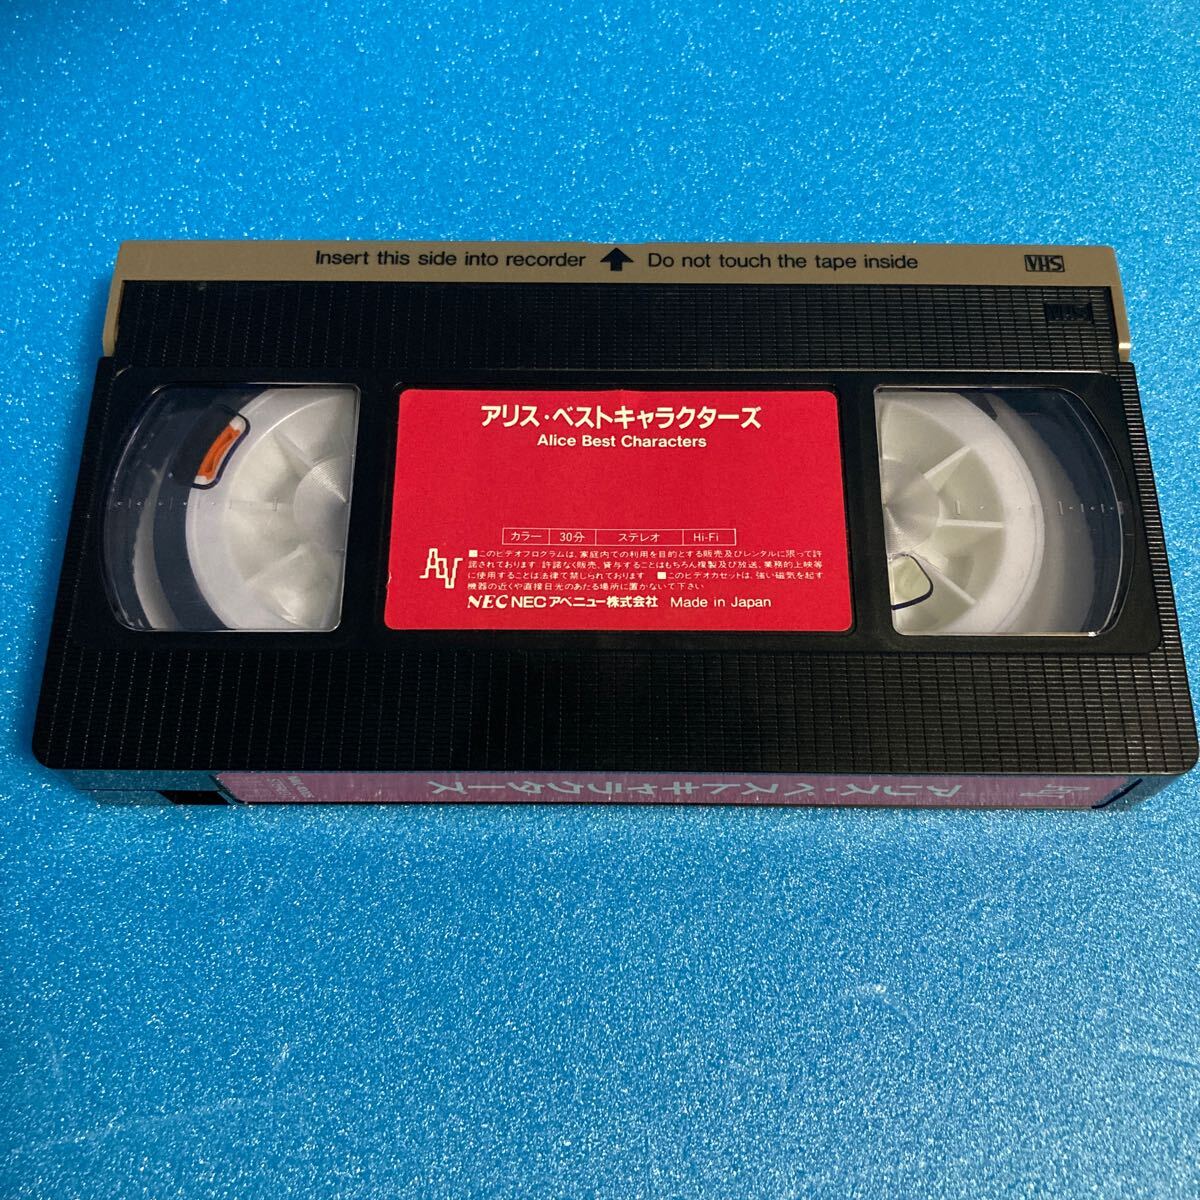 Insert this side into recorder Do not touch the tape inside VHS
VHS
アリス・ベストキャラクターズ
Alice Best Characters
カラー 30分 ステレオ Hi-Fi
■このビデオプログラムは、家庭内での利用を目的とする販売及びレンタルに限って許
諾されております 許諾なく販売、貸与することはもちろん複製及び放送、業務的上映等
に使用することは法律で禁じられております ■このビデオカセットは、強い磁気を起す
機器の近くや直接日光のあたる場所に置かないで下さい
AV
NEC NECアベニュー株式会社 Made in Japan
アリス・ベストキャラクターズ